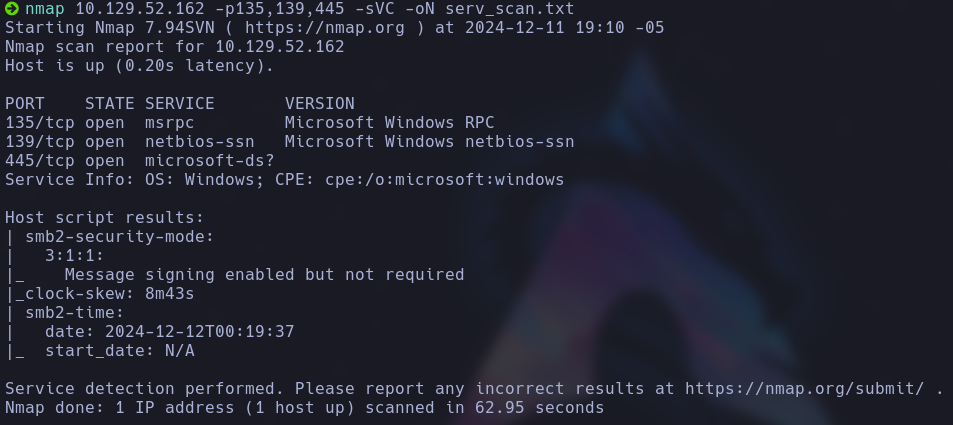 nmap 10.129.52.162 -p135,139,445 -sVC -oN serv_scan.txt
Starting Nmap 7.94SVN ( https://nmap.org ) at 2024-12-11 19:10 -05
Nmap scan report for 10.129.52.162
Host is up (0.20s latency).

PORT    STATE SERVICE       VERSION
135/tcp open  msrpc         Microsoft Windows RPC
139/tcp open  netbios-ssn   Microsoft Windows netbios-ssn
445/tcp open  microsoft-ds?
Service Info: OS: Windows; CPE: cpe:/o:microsoft:windows

Host script results:
| smb2-security-mode:
|   3:1:1:
|_    Message signing enabled but not required
|_clock-skew: 8m43s
| smb2-time:
|   date: 2024-12-12T00:19:37
|_  start_date: N/A

Service detection performed. Please report any incorrect results at https://nmap.org/submit/ .
Nmap done: 1 IP address (1 host up) scanned in 62.95 seconds